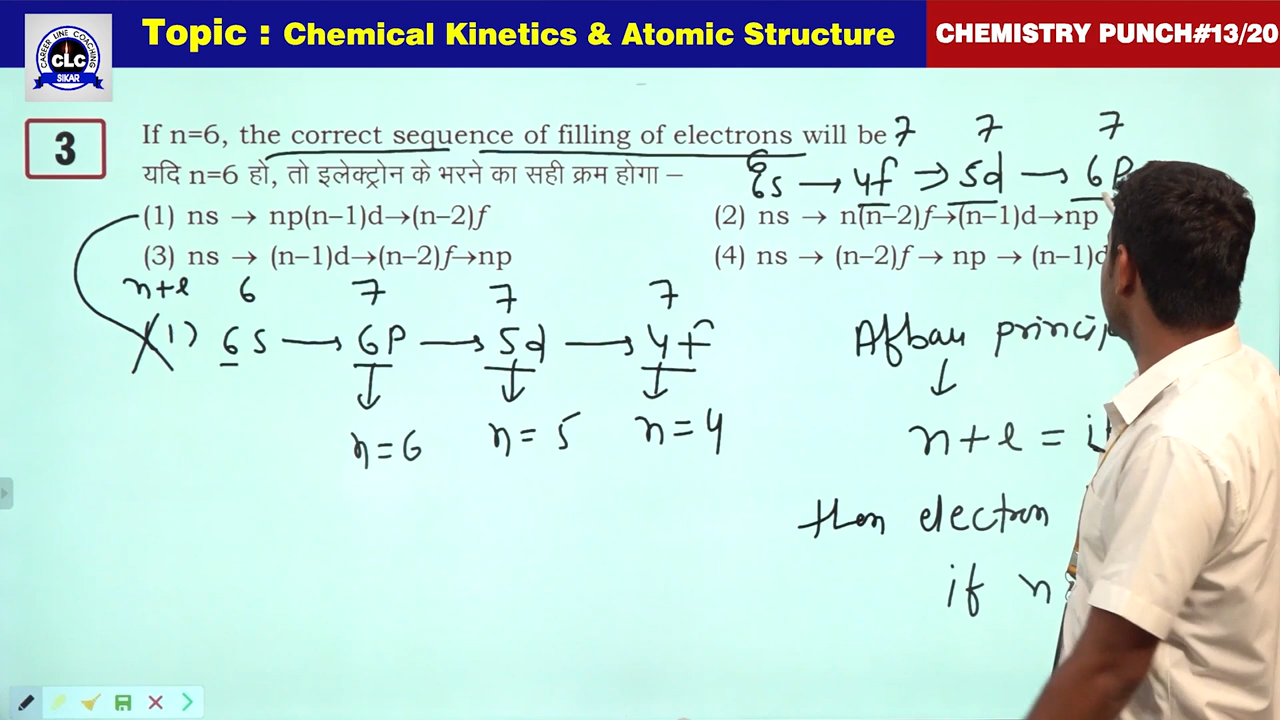 CAREER LINE COACHING
CLC
SIKAR
Topic : Chemical Kinetics & Atomic Structure
CHEMISTRY PUNCH#13/20
3
If n=6, the correct sequence of filling of electrons will be
7 7 7
यदि n=6 हो, तो इलेक्ट्रोन के भरने का सही क्रम होगा –
6s → 4f → 5d → 6P
(1) ns → np(n–1)d→(n–2)f
(2) ns → n(n–2)f→(n–1)d→np
(3) ns → (n–1)d→(n–2)f→np
(4) ns → (n–2)f → np → (n–1)d
n+l 6 7 7 7
(1) 6s → 6P → 5d → 4f
n=6 n=5 n=4
Afbau princip
↓
n+l =
then electron
if n